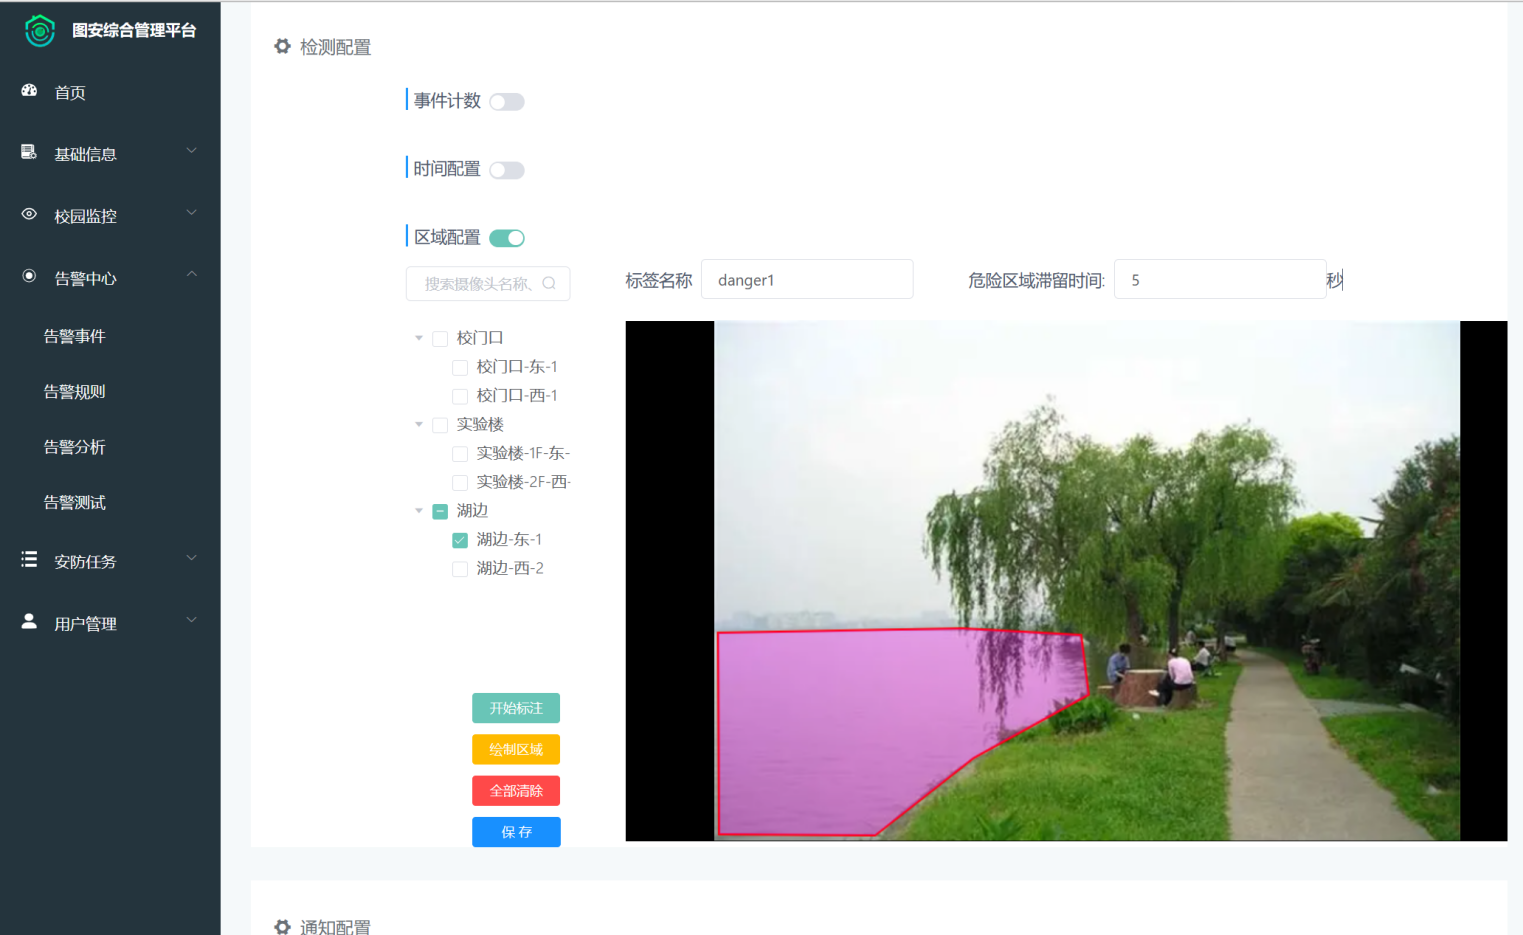 图安综合管理平台
首页
基础信息
校园监控
告警中心
告警事件
告警规则
告警分析
告警测试
安防任务
用户管理
检测配置
事件计数
时间配置
区域配置
搜索摄像头名称、
标签名称 danger1 危险区域滞留时间: 5 秒
校门口
校门口-东-1
校门口-西-1
实验楼
实验楼-1F-东-
实验楼-2F-西-
湖边
湖边-东-1
湖边-西-2
开始标注
绘制区域
全部清除
保 存
通知配置